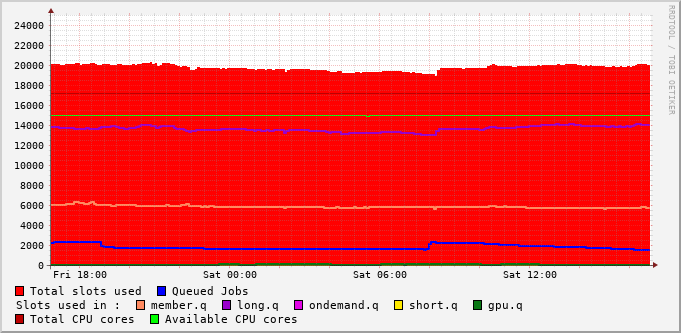 24000
22000
20000
18000
16000
14000
12000
10000
8000
6000
4000
2000
0
Fri 18:00 Sat 00:00 Sat 06:00 Sat 12:00
RRDTOOL / TOBI OETIKER
Total slots used Queued Jobs
Slots used in : member.q long.q ondemand.q short.q gpu.q
Total CPU cores Available CPU cores